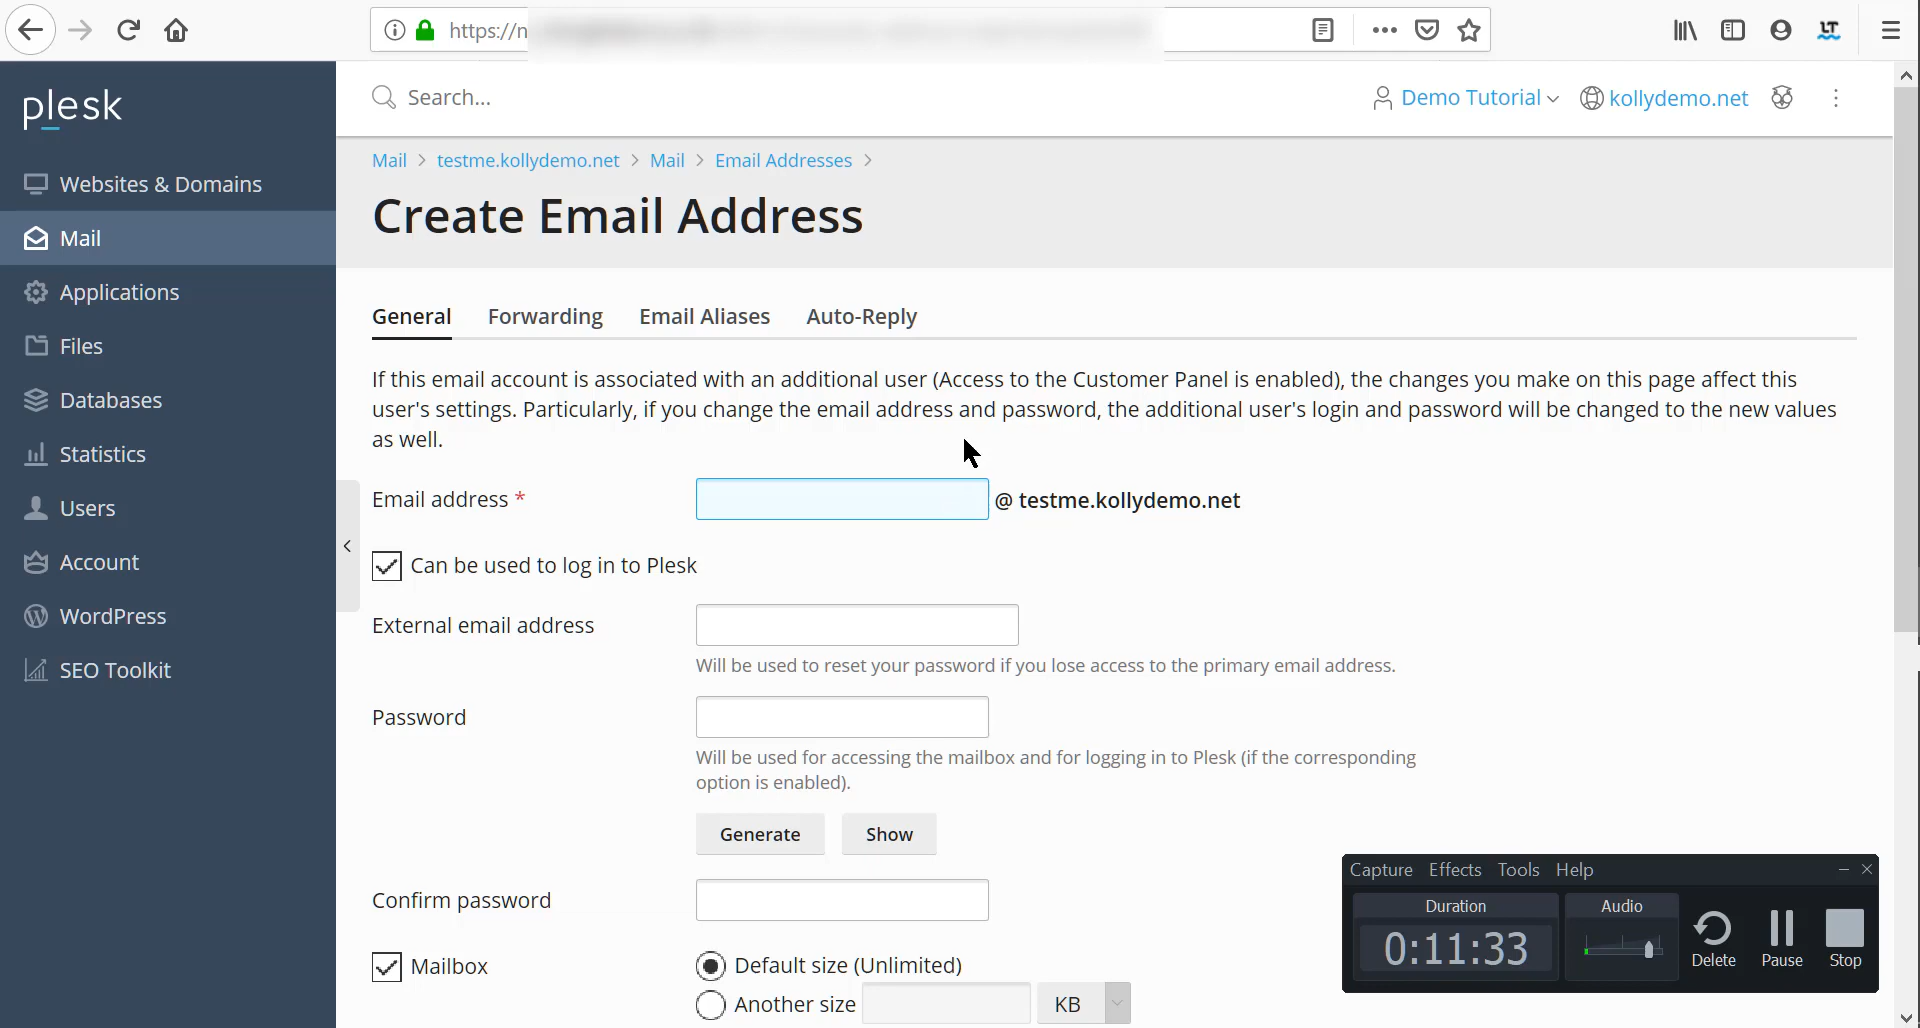 https://n
plesk
Search...
Demo Tutorial
kollydemo.net
Websites & Domains
Mail
Applications
Files
Databases
Statistics
Users
Account
WordPress
SEO Toolkit
Mail > testme.kollydemo.net > Mail > Email Addresses >
Create Email Address
General Forwarding Email Aliases Auto-Reply
If this email account is associated with an additional user (Access to the Customer Panel is enabled), the changes you make on this page affect this
user's settings. Particularly, if you change the email address and password, the additional user's login and password will be changed to the new values
as well.
Email address * @ testme.kollydemo.net
Can be used to log in to Plesk
External email address
Will be used to reset your password if you lose access to the primary email address.
Password
Will be used for accessing the mailbox and for logging in to Plesk (if the corresponding
option is enabled).
Generate Show
Confirm password
Mailbox
Default size (Unlimited)
Another size KB
Capture Effects Tools Help
Duration Audio
0:11:33
Delete Pause Stop
LT